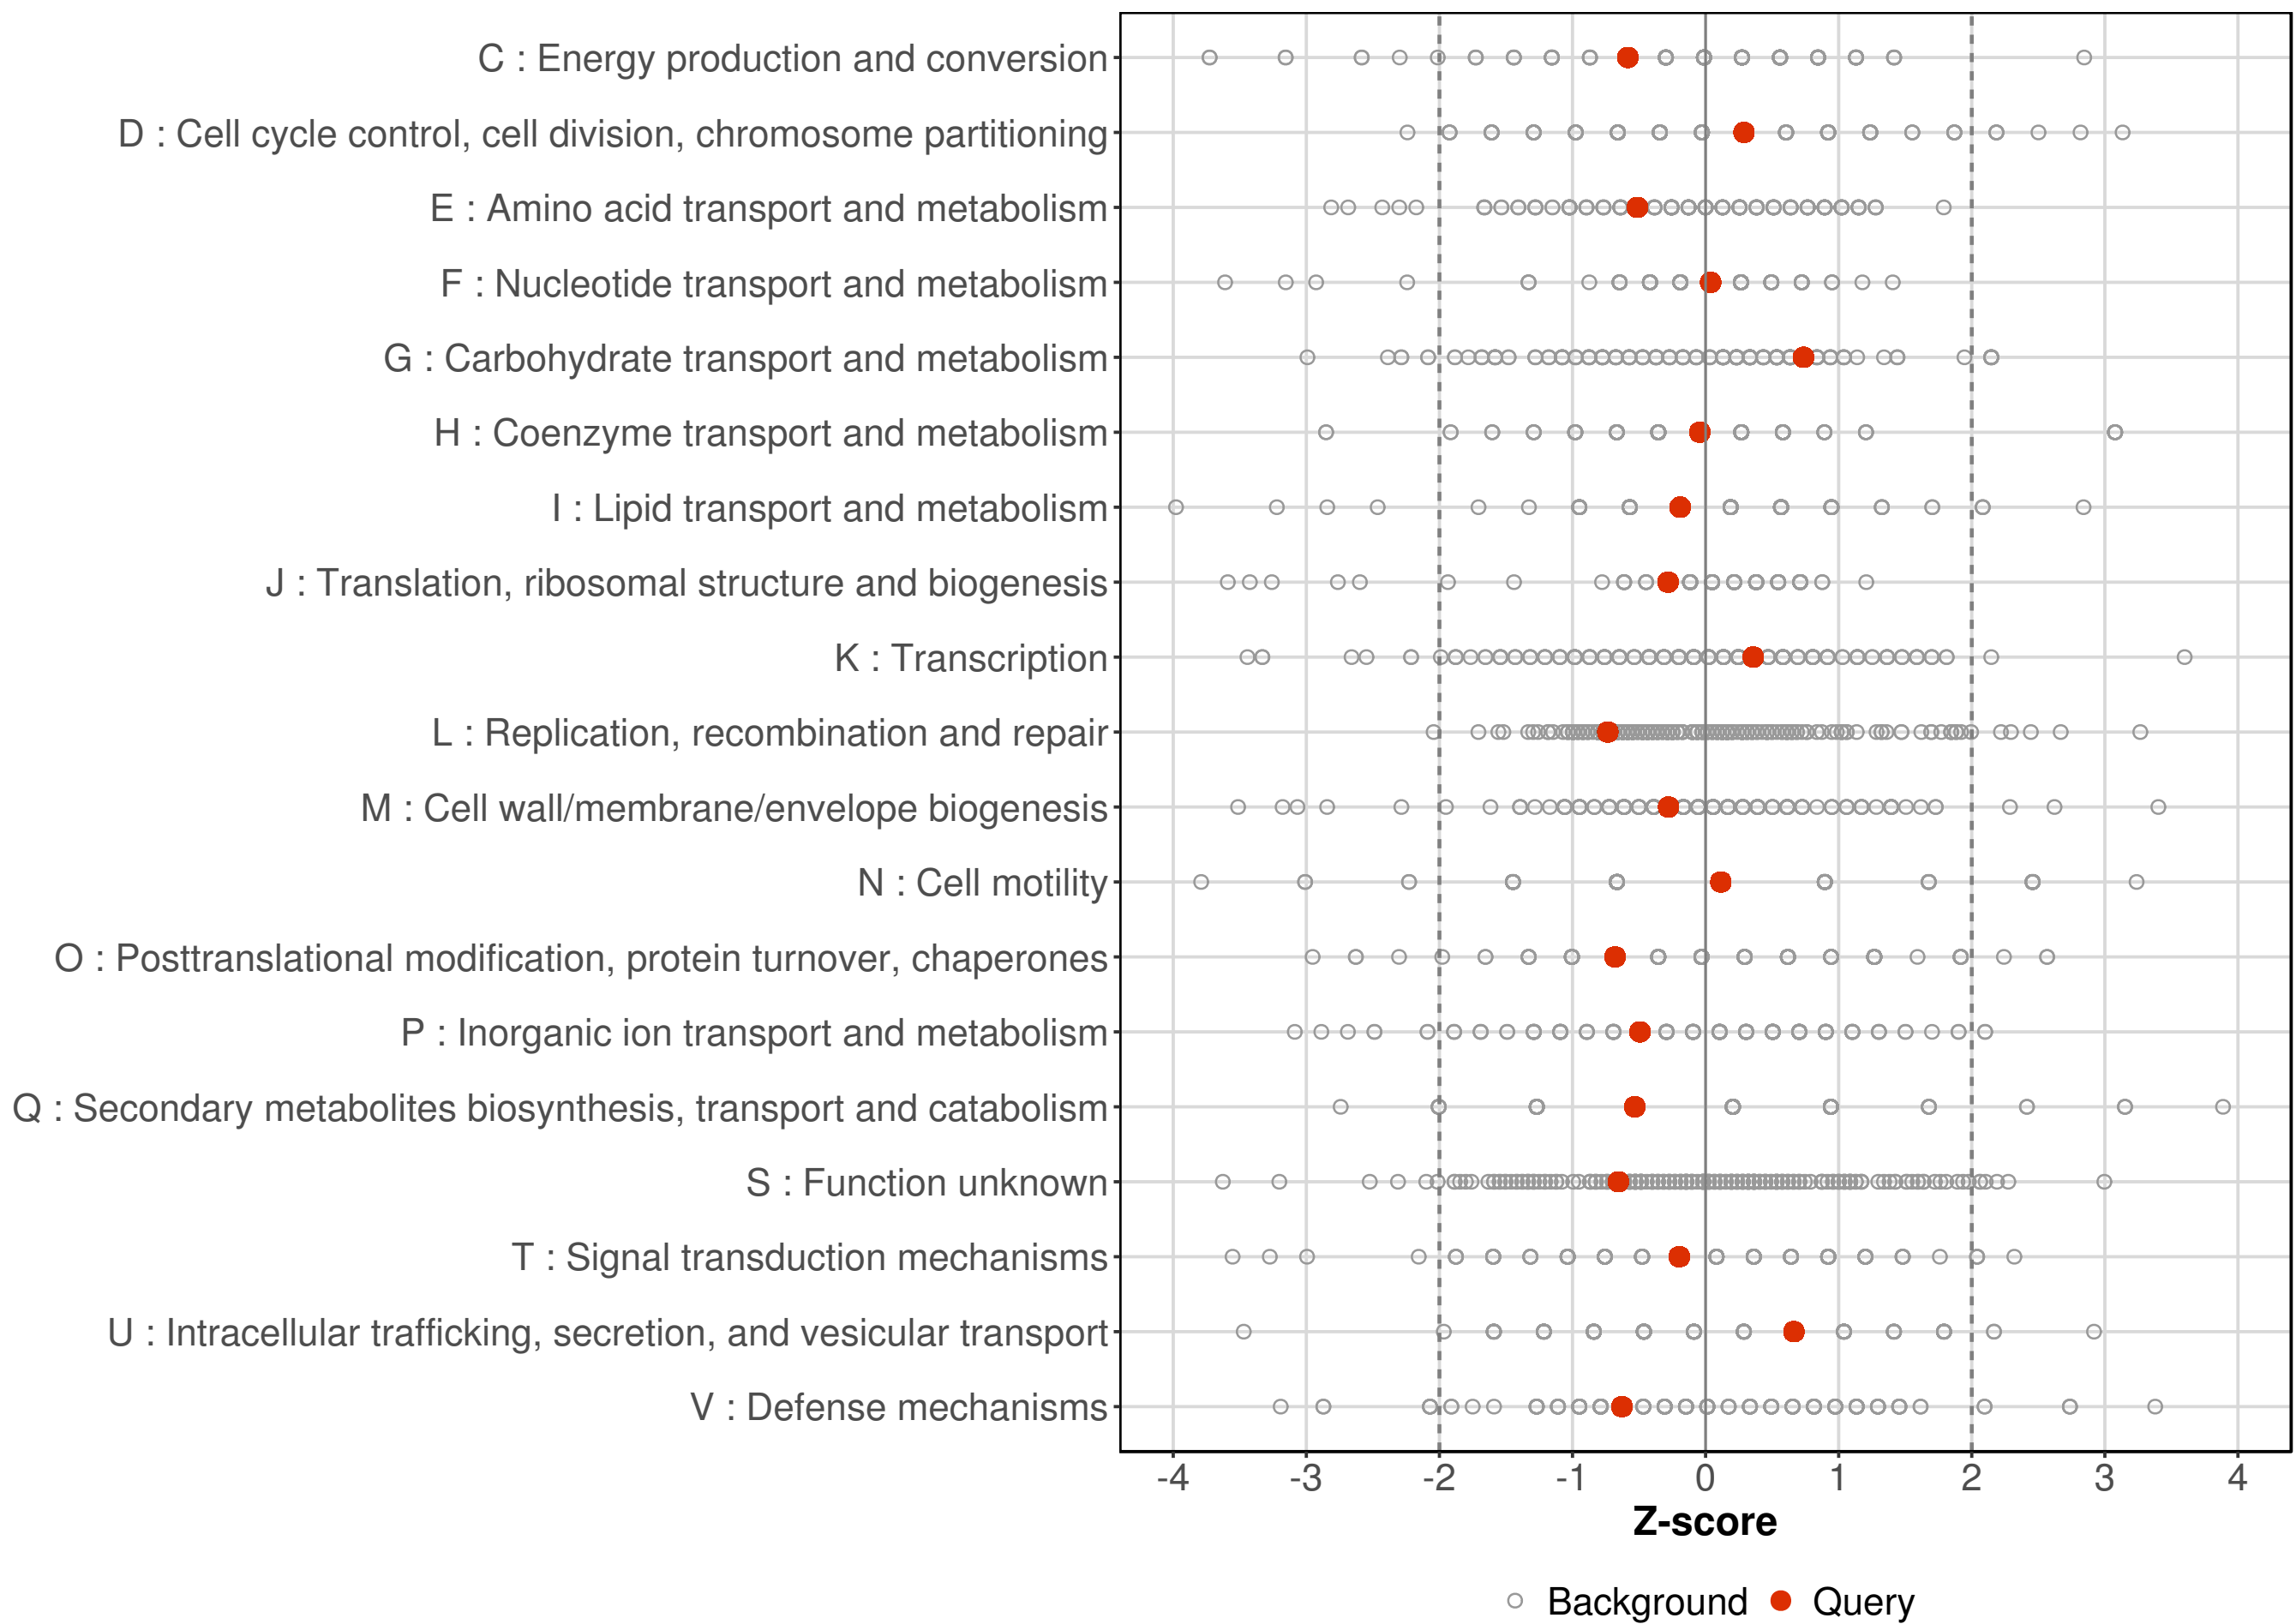 C : Energy production and conversion
D : Cell cycle control, cell division, chromosome partitioning
E : Amino acid transport and metabolism
F : Nucleotide transport and metabolism
G : Carbohydrate transport and metabolism
H : Coenzyme transport and metabolism
I : Lipid transport and metabolism
J : Translation, ribosomal structure and biogenesis
K : Transcription
L : Replication, recombination and repair
M : Cell wall/membrane/envelope biogenesis
N : Cell motility
O : Posttranslational modification, protein turnover, chaperones
P : Inorganic ion transport and metabolism
Q : Secondary metabolites biosynthesis, transport and catabolism
S : Function unknown
T : Signal transduction mechanisms
U : Intracellular trafficking, secretion, and vesicular transport
V : Defense mechanisms
-4 -3 -2 -1 0 1 2 3 4
Z-score
Background Query